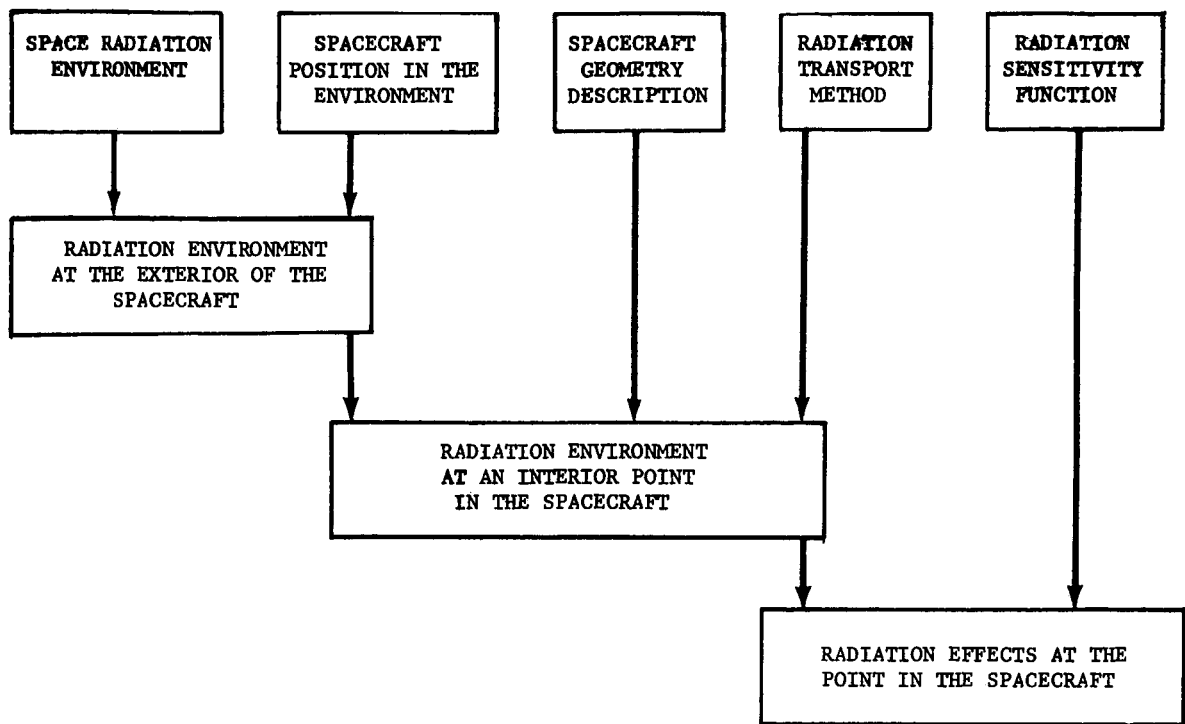 SPACE RADIATION
ENVIRONMENT
SPACECRAFT
POSITION IN THE
ENVIRONMENT
SPACECRAFT
GEOMETRY
DESCRIPTION
RADIATION
TRANSPORT
METHOD
RADIATION
SENSITIVITY
FUNCTION
RADIATION ENVIRONMENT
AT THE EXTERIOR OF THE
SPACECRAFT
RADIATION ENVIRONMENT
AT AN INTERIOR POINT
IN THE SPACECRAFT
RADIATION EFFECTS AT THE
POINT IN THE SPACECRAFT